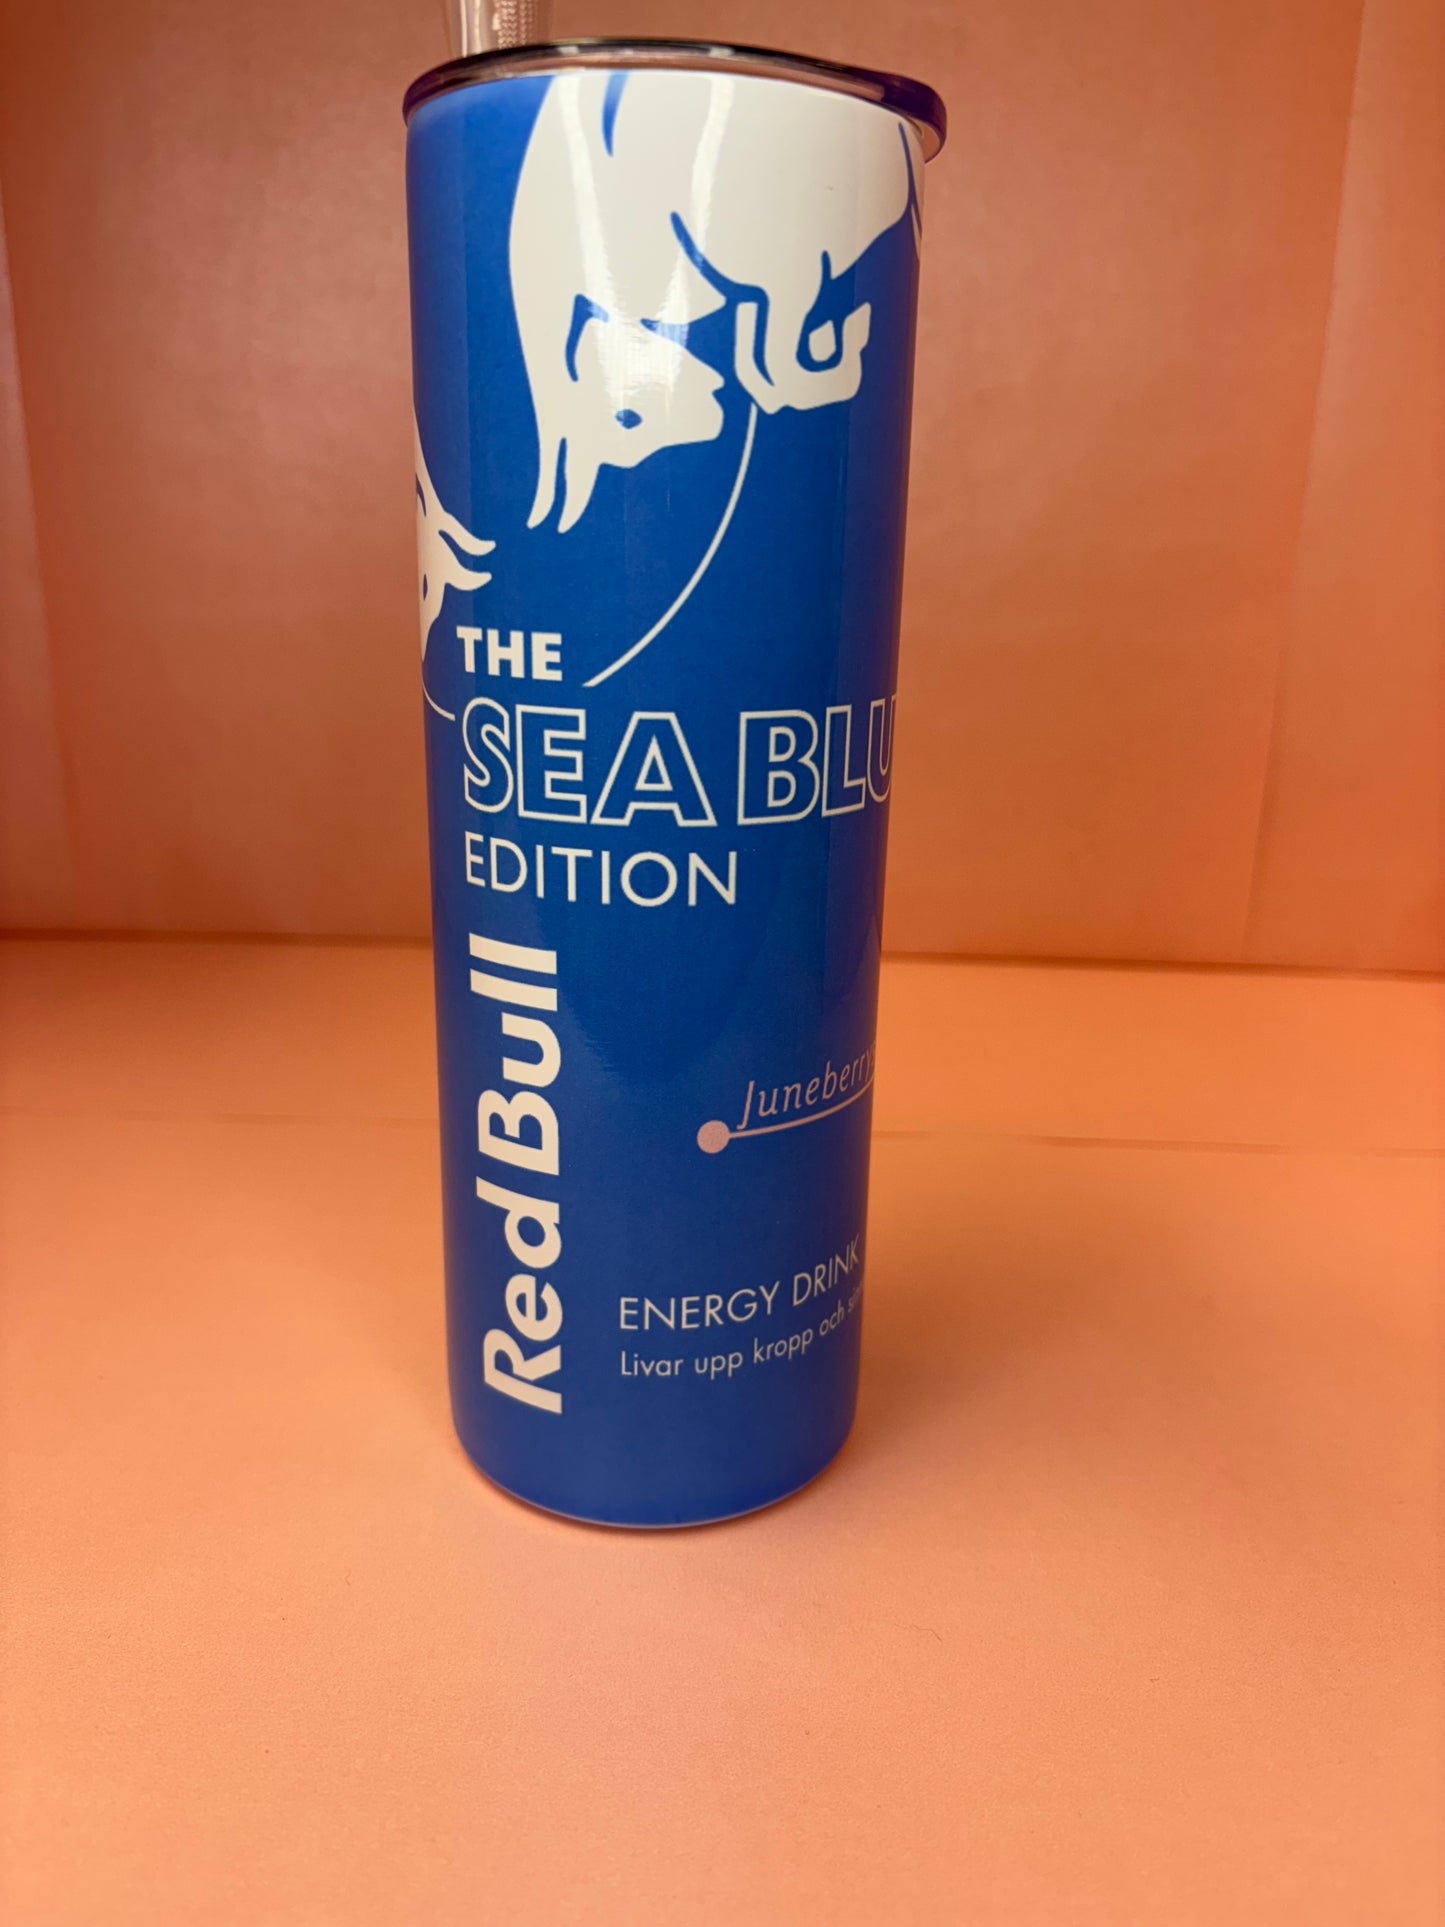 THE
SEA BLU
EDITION
Red Bull
Juneberry
ENERGY DRINK
Livar upp kropp och